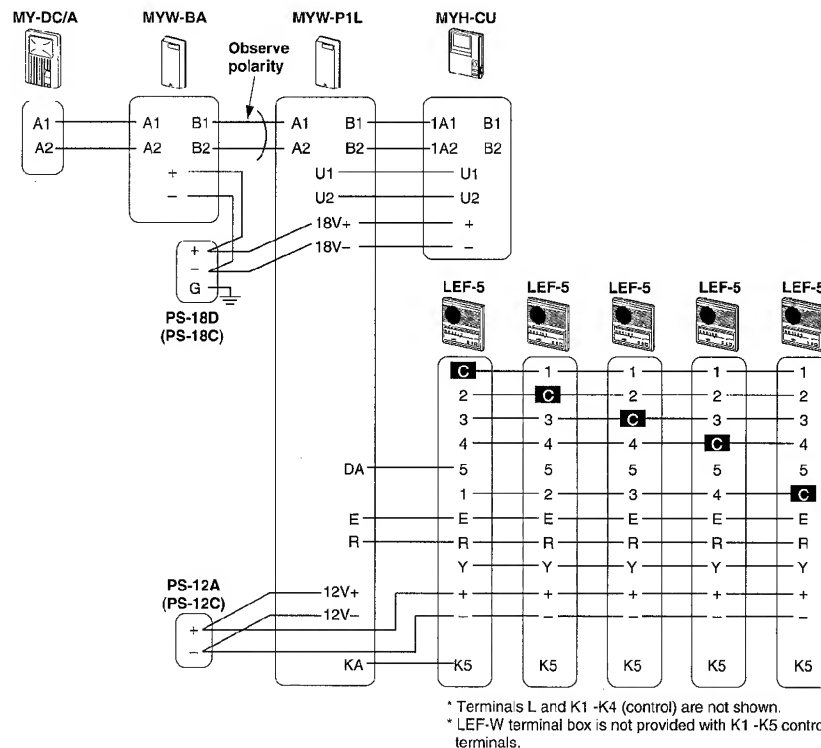 MY-DC/A MYW-BA MYW-P1L MYH-CU
Observe
polarity
A1 A1 B1 A1 B1 1A1 B1
A2 A2 B2 A2 B2 1A2 B2
+ U1 U1
– U2 U2
18V+ +
+ 18V– –
–
G
PS-18D
(PS-18C)
LEF-5 LEF-5 LEF-5 LEF-5 LEF-5
C 1 1 1 1
2 C 2 2 2
3 3 C 3 3
4 4 4 C 4
DA 5 5 5 5 5
1 2 3 4 C
E E E E E E
R R R R R R
Y Y Y Y Y
PS-12A
(PS-12C)
12V+ + + + + +
12V– – – – – –
+
–
KA K5 K5 K5 K5 K5
* Terminals L and K1 -K4 (control) are not shown.
* LEF-W terminal box is not provided with K1 -K5 control
terminals.